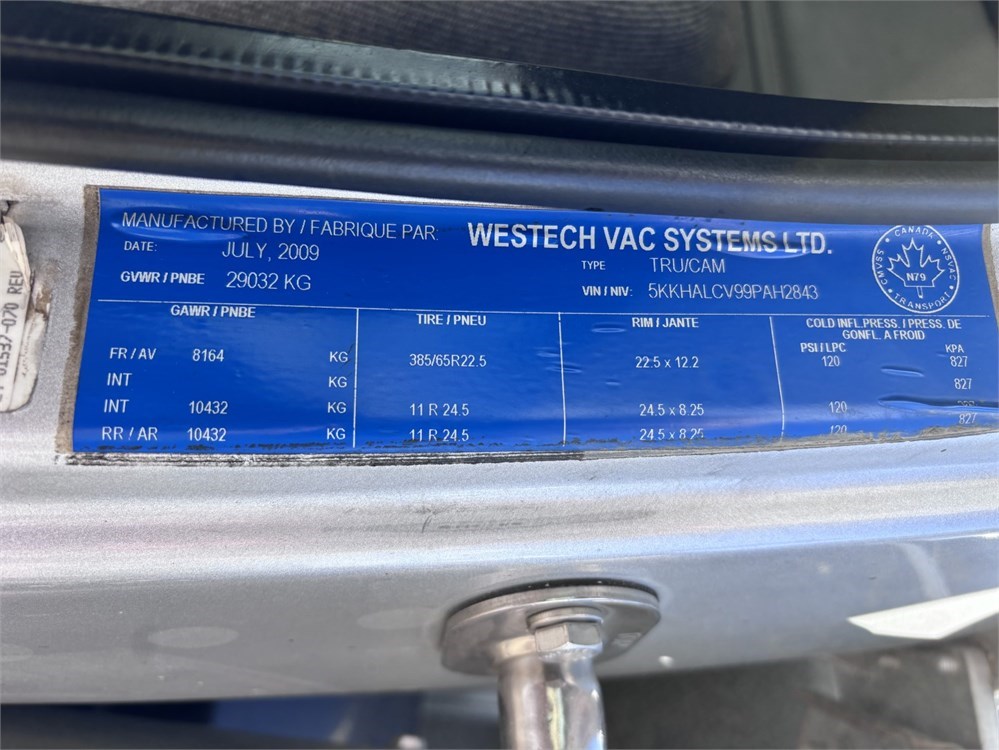 MANUFACTURED BY / FABRIQUE PAR: WESTECH VAC SYSTEMS LTD.
DATE: JULY, 2009 TYPE TRU/CAM
GVWR / PNBE 29032 KG VIN / NIV: 5KKHALCV99PAH2843
CANADA
NSVAC
TRANSPORT
CMVSS
N79
GAWR / PNBE TIRE / PNEU RIM / JANTE COLD INFL.PRESS. / PRESS. DE
GONFL. A FROID
PSI / LPC KPA
FR / AV 8164 KG 385/65R22.5 22.5 x 12.2 120 827
INT KG 827
INT 10432 KG 11 R 24.5 24.5 x 8.25 120
RR / AR 10432 KG 11 R 24.5 24.5 x 8.25 120 827
-070 REV